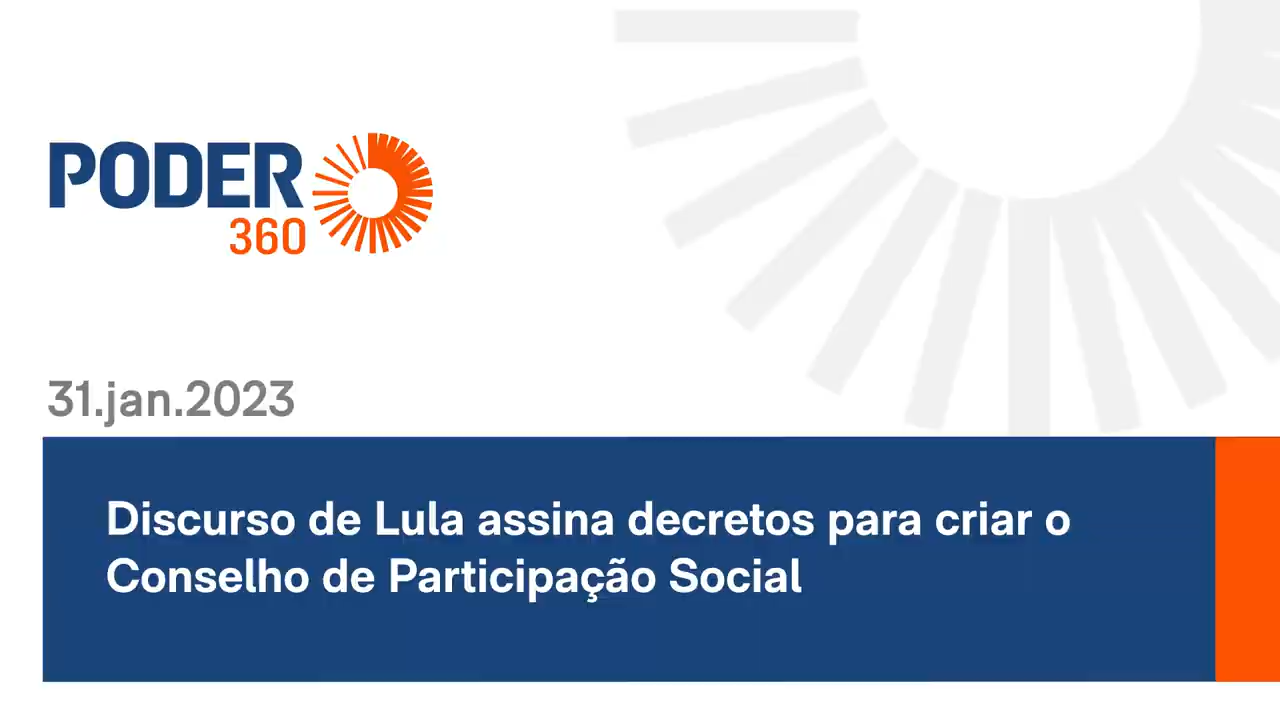 PODER
360
31.jan.2023
Discurso de Lula assina decretos para criar o
Conselho de Participação Social